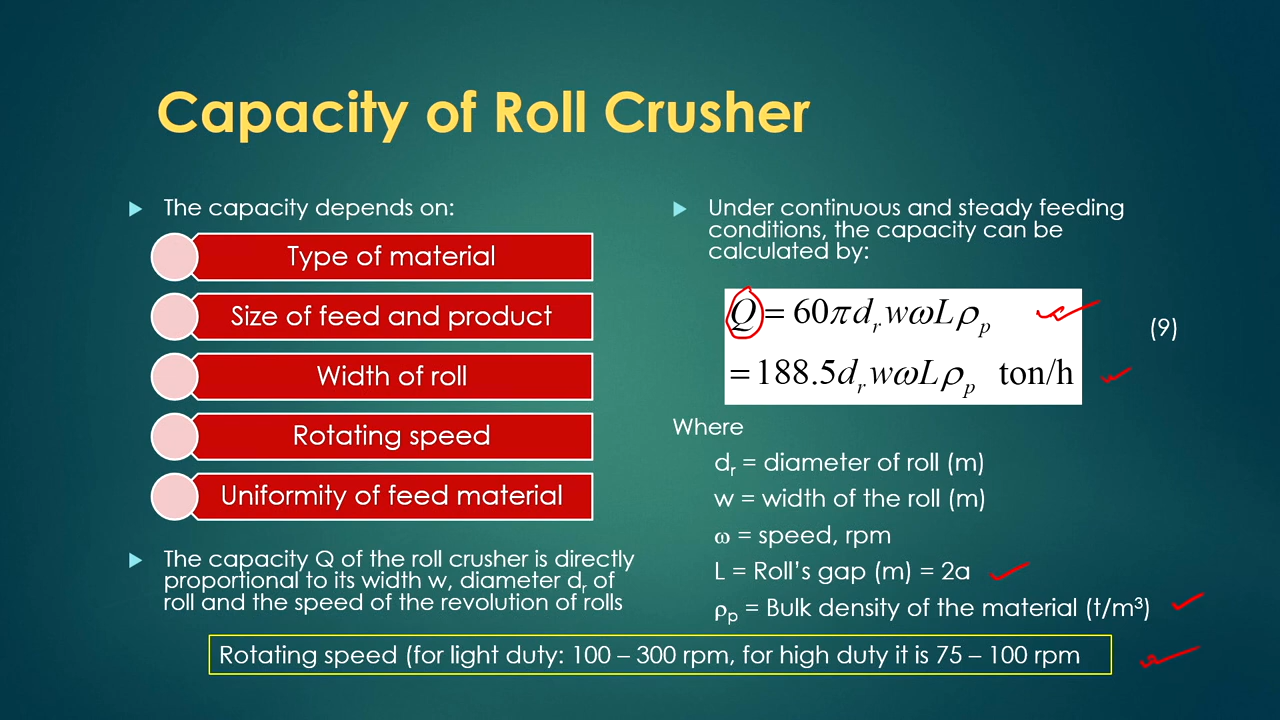 Capacity of Roll Crusher
The capacity depends on:
Type of material
Size of feed and product
Width of roll
Rotating speed
Uniformity of feed material
The capacity Q of the roll crusher is directly
proportional to its width w, diameter dᵣ of
roll and the speed of the revolution of rolls
Under continuous and steady feeding
conditions, the capacity can be
calculated by:
Q = 60πdᵣwωLρₚ
= 188.5dᵣwωLρₚ ton/h
(9)
Where
dᵣ = diameter of roll (m)
w = width of the roll (m)
ω = speed, rpm
L = Roll's gap (m) = 2a
ρₚ = Bulk density of the material (t/m³)
Rotating speed (for light duty: 100 – 300 rpm, for high duty it is 75 – 100 rpm